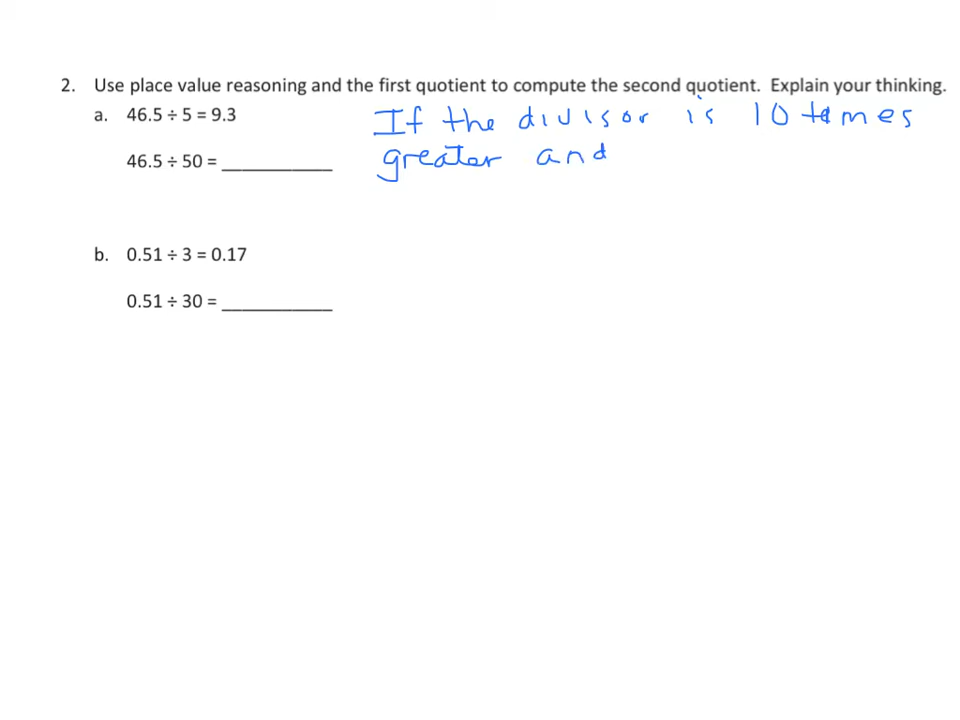 2. Use place value reasoning and the first quotient to compute the second quotient. Explain your thinking.
a. 46.5 ÷ 5 = 9.3
If the divisor is 10 times
46.5 ÷ 50 = __________
greater and
b. 0.51 ÷ 3 = 0.17
0.51 ÷ 30 = __________